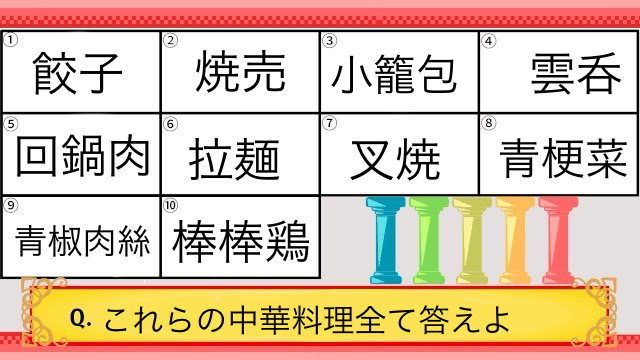 ① 餃子 ② 焼売 ③ 小籠包 ④ 雲呑
⑤ 回鍋肉 ⑥ 拉麺 ⑦ 叉焼 ⑧ 青梗菜
⑨ 青椒肉絲 ⑩ 棒棒鶏
Q. これらの中華料理全て答えよ